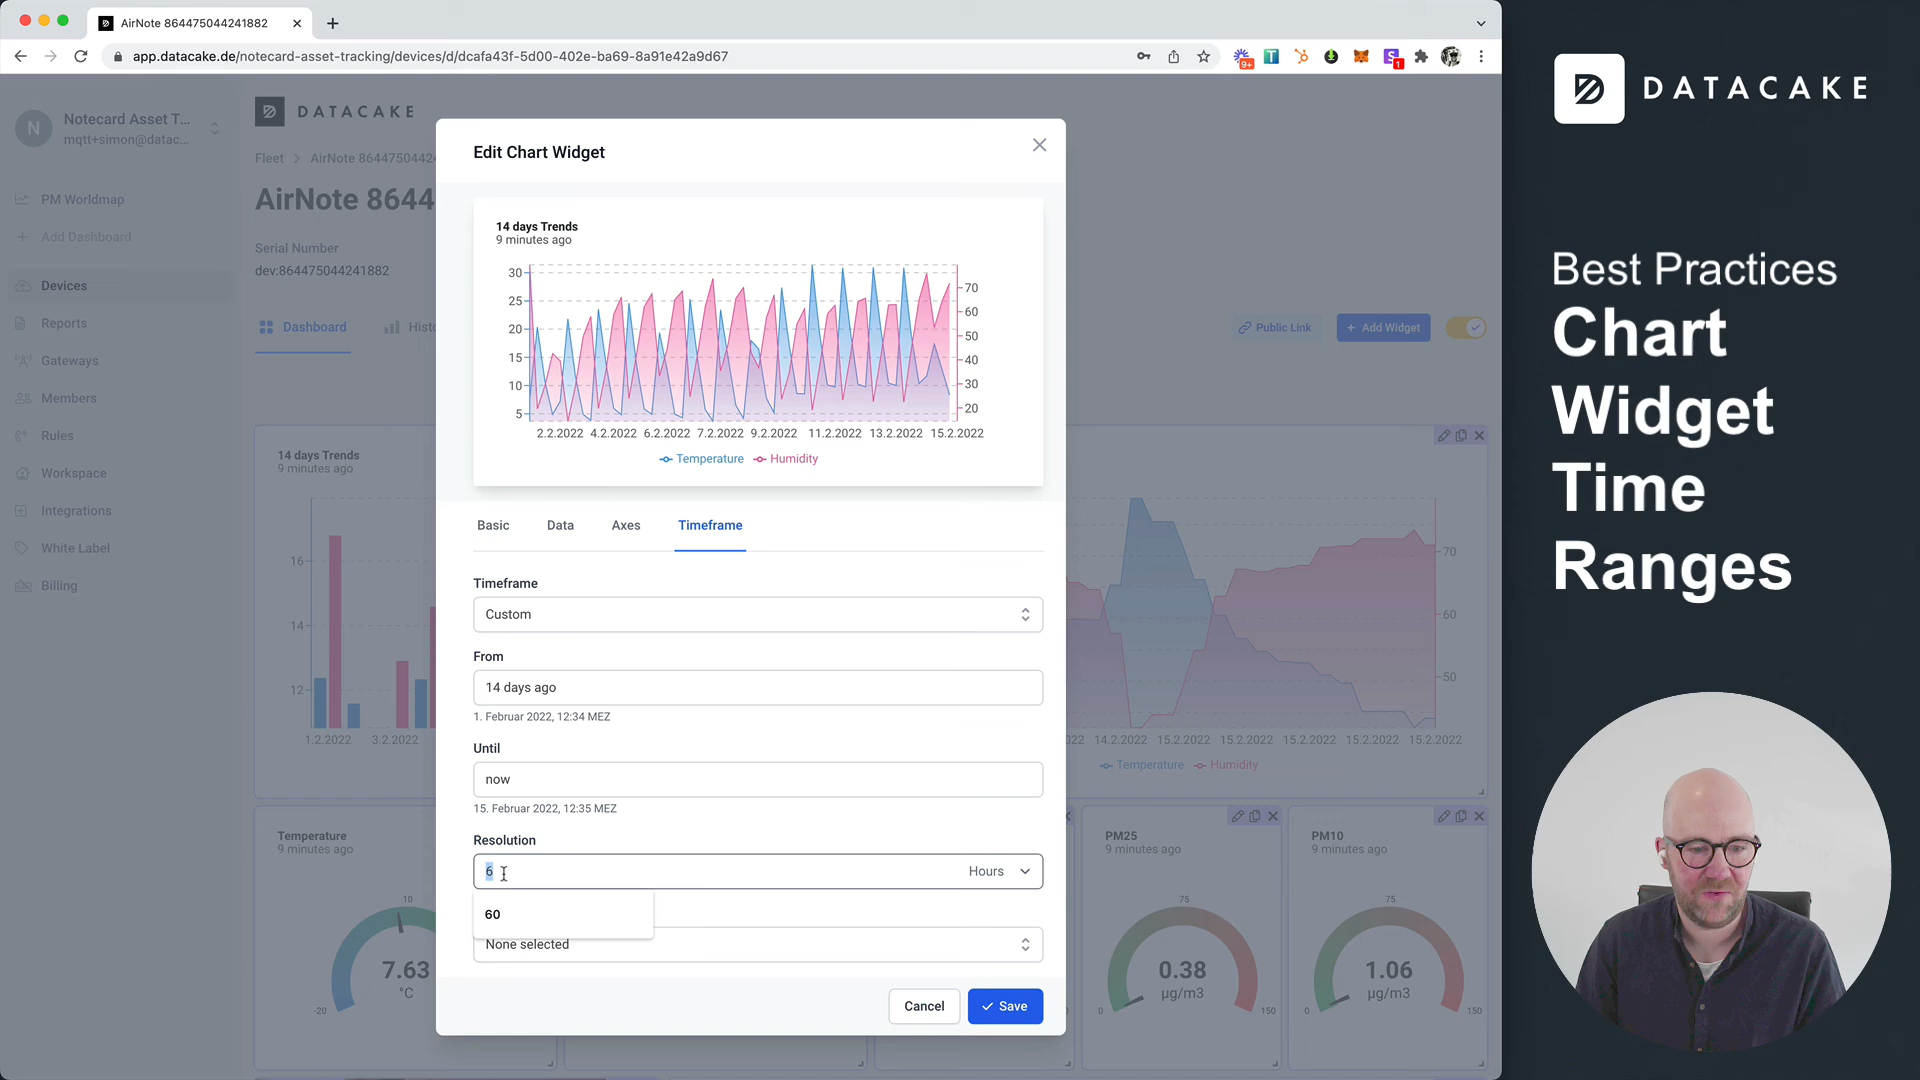 AirNote 864475044241882
app.datacake.de/notecard-asset-tracking/devices/d/dcafa43f-5d00-402e-ba69-8a91e42a9d67
9+
T
S
1
N
Notecard Asset T...
mqtt+simon@datac...
PM Worldmap
Add Dashboard
Devices
Reports
Gateways
Members
Rules
Workspace
Integrations
White Label
Billing
DATACAKE
Fleet > AirNote 86447504424
AirNote 8644
Serial Number
dev:864475044241882
Dashboard
Histo
Public Link
+ Add Widget
14 days Trends
9 minutes ago
16
14
12
1.2.2022 3.2.2022
70
60
50
022 14.2.2022 15.2.2022 15.2.2022 15.2.2022 15.2.2022 15.2.2022
Temperature Humidity
Temperature
9 minutes ago
10
7.63
°C
-20
PM25
9 minutes ago
75
0.38
µg/m3
0
150
PM10
9 minutes ago
75
1.06
µg/m3
0
150
Edit Chart Widget
14 days Trends
9 minutes ago
30
25
20
15
10
5
70
60
50
40
30
20
2.2.2022 4.2.2022 6.2.2022 7.2.2022 9.2.2022 11.2.2022 13.2.2022 15.2.2022
Temperature Humidity
Basic
Data
Axes
Timeframe
Timeframe
Custom
From
14 days ago
1. Februar 2022, 12:34 MEZ
Until
now
15. Februar 2022, 12:35 MEZ
Resolution
6
Hours
60
None selected
Cancel
Save
DATACAKE
Best Practices
Chart
Widget
Time
Ranges